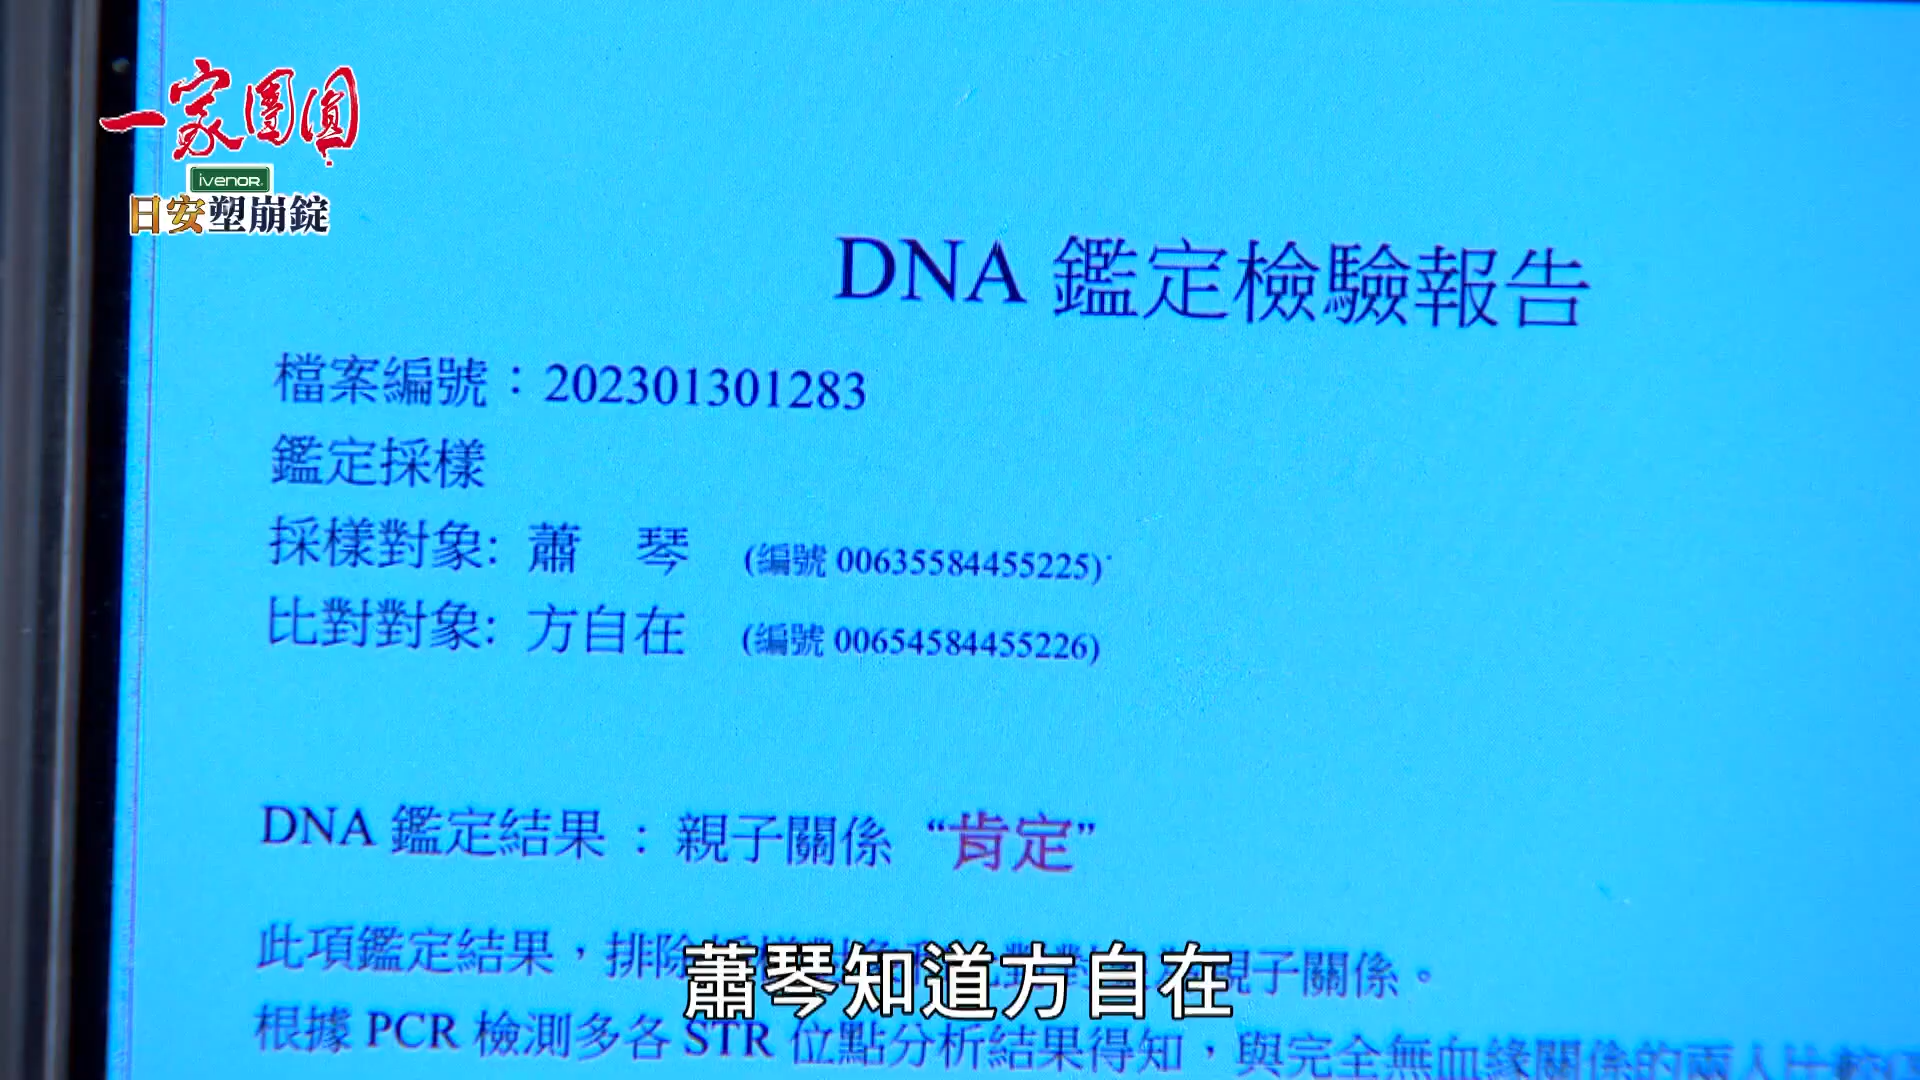 一家團圓
ivenor
日安塑崩錠
DNA 鑑定檢驗報告
檔案編號：202301301283
鑑定採樣
採樣對象: 蕭 琴 (編號 00635584455225)
比對對象: 方自在 (編號 00654584455226)
DNA 鑑定結果 : 親子關係 “肯定”
此項鑑定結果，排除 親子關係。
蕭琴知道方自在
根據 PCR 檢測多各 STR 位點分析結果得知，與完全無血緣關係的兩人比較